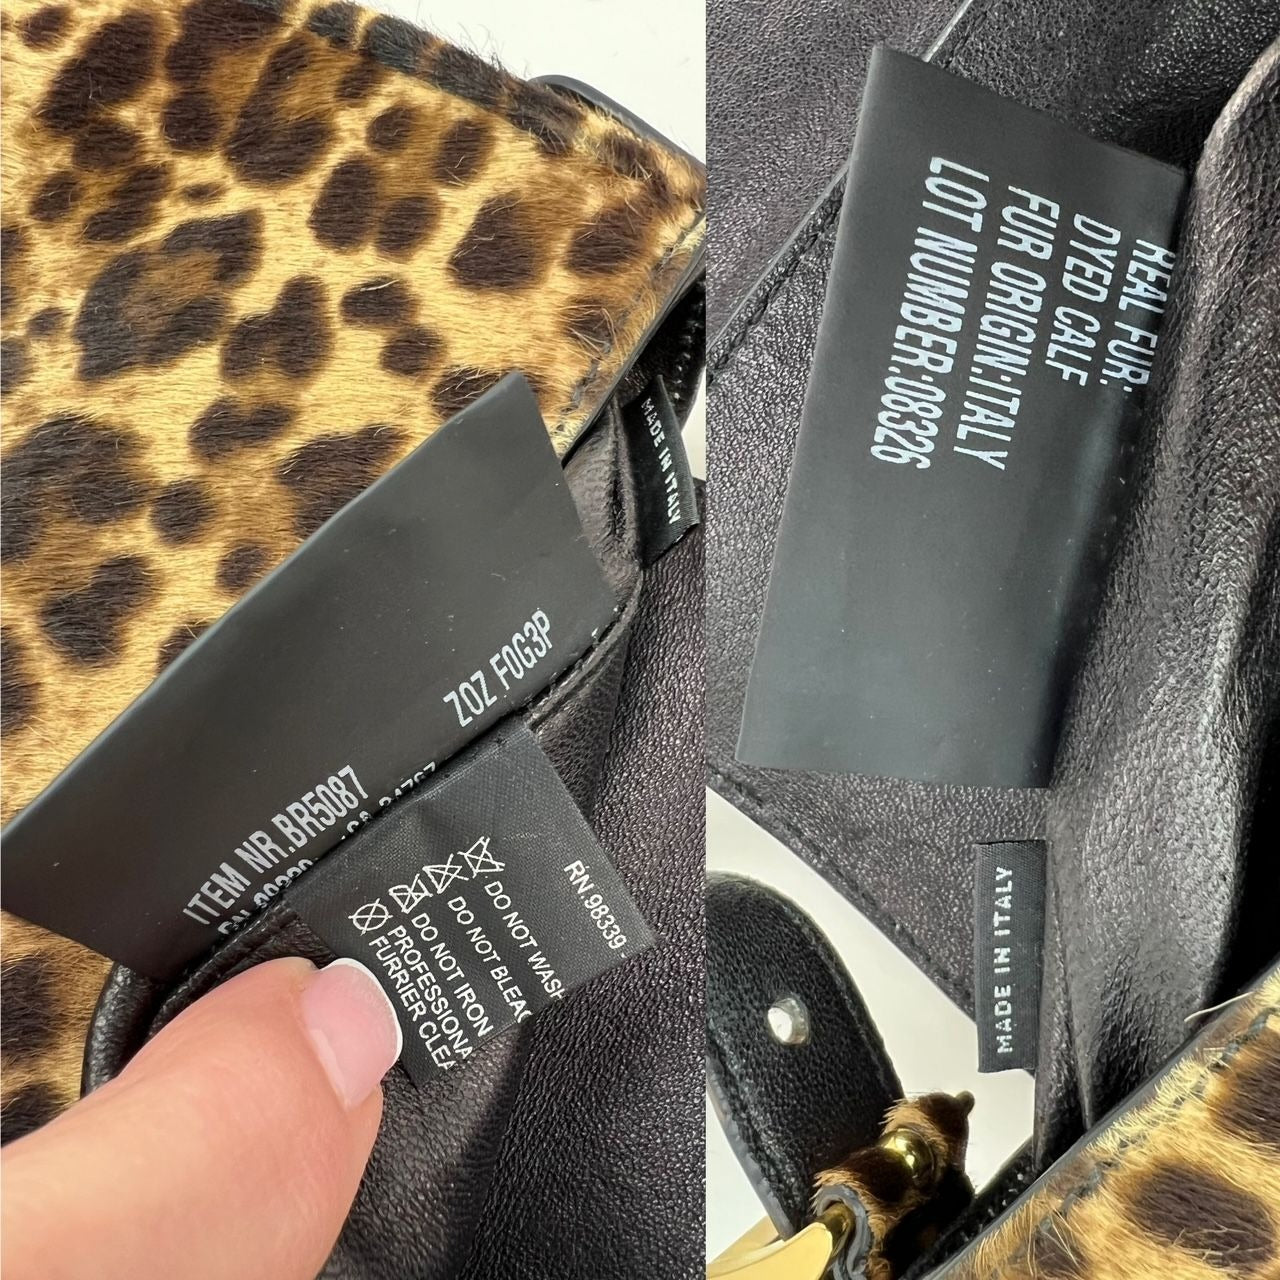 MADE IN ITALY
ZOZ F0G3P
ITEM NR.BR5087
RN.98339
DO NOT WASH
DO NOT IRON
PROFESSIONA
FURRIER CLEA
REAL FUR:
DYED CALF
FUR ORIGIN:ITALY
LOT NUMBER:08326
MADE IN ITALY